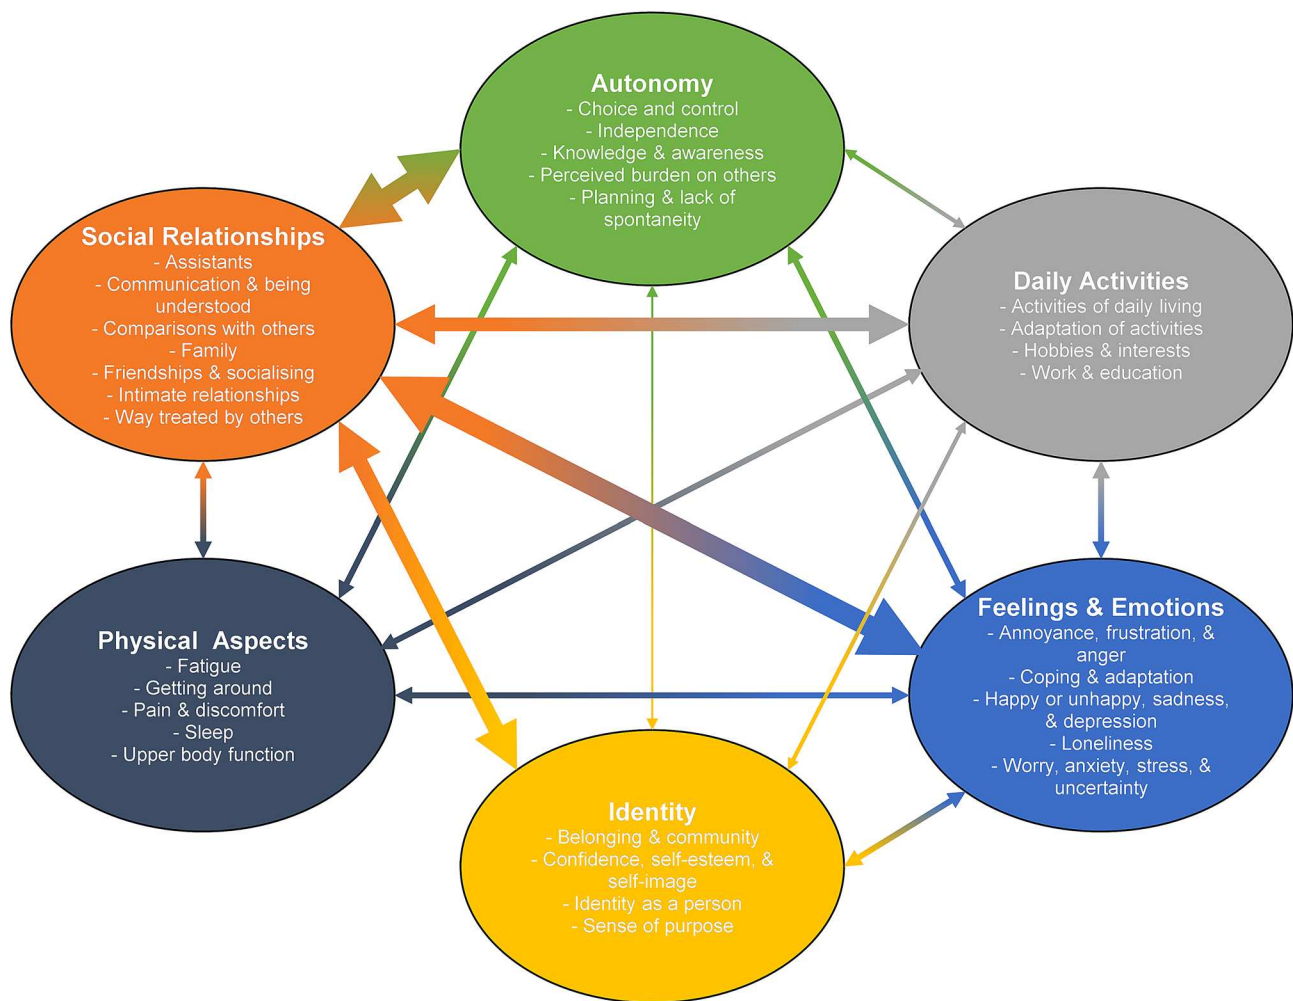 Autonomy
- Choice and control
- Independence
- Knowledge & awareness
- Perceived burden on others
- Planning & lack of
spontaneity
Social Relationships
- Assistants
- Communication & being
understood
- Comparisons with others
- Family
- Friendships & socialising
- Intimate relationships
- Way treated by others
Daily Activities
- Activities of daily living
- Adaptation of activities
- Hobbies & interests
- Work & education
Physical  Aspects
- Fatigue
- Getting around
- Pain & discomfort
- Sleep
- Upper body function
Feelings & Emotions
- Annoyance, frustration, &
anger
- Coping & adaptation
- Happy or unhappy, sadness,
& depression
- Loneliness
- Worry, anxiety, stress, &
uncertainty
Identity
- Belonging & community
- Confidence, self-esteem, &
self-image
- Identity as a person
- Sense of purpose